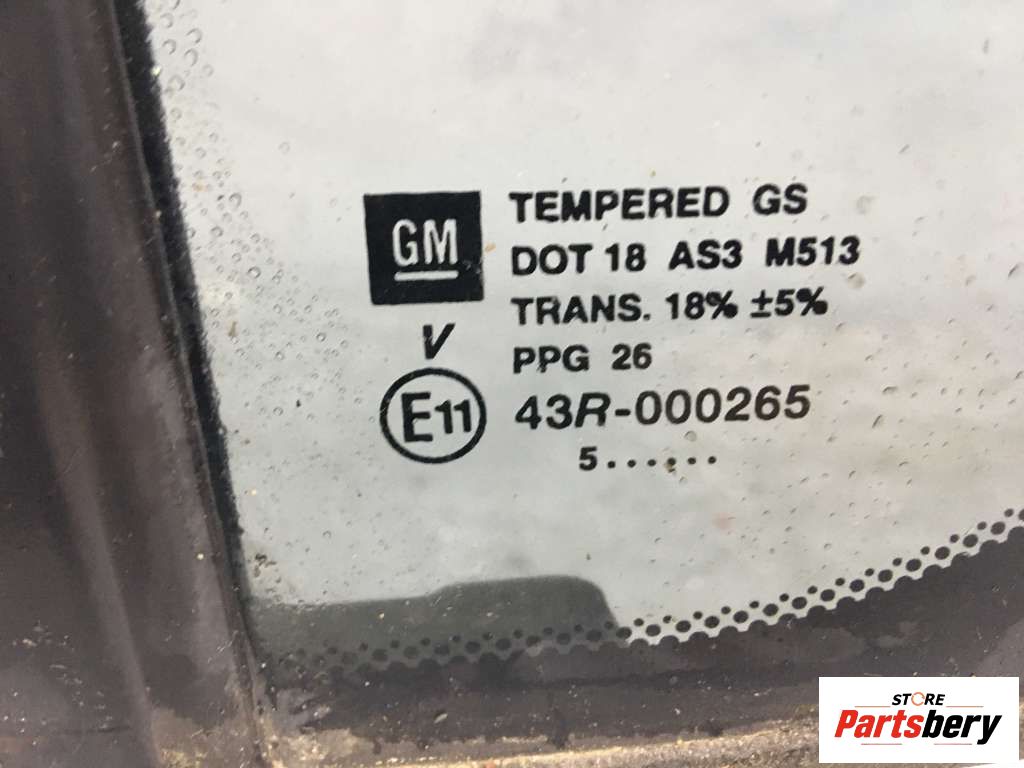 GM
TEMPERED GS
DOT 18 AS3 M513
TRANS. 18% ±5%
V
PPG 26
E11 43R-000265
5......
STORE
Partsbery